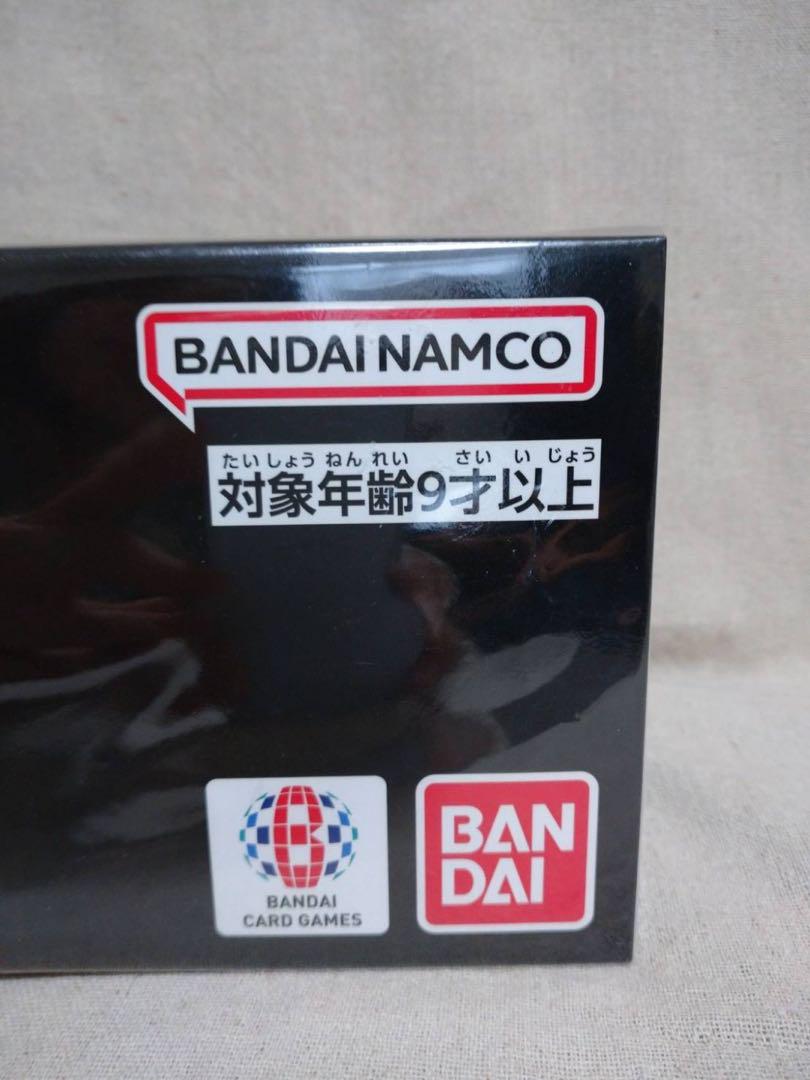 BANDAI NAMCO
たいしょうねんれい さいいじょう
対象年齢9才以上
BANDAI
CARD GAMES
BAN
DAI